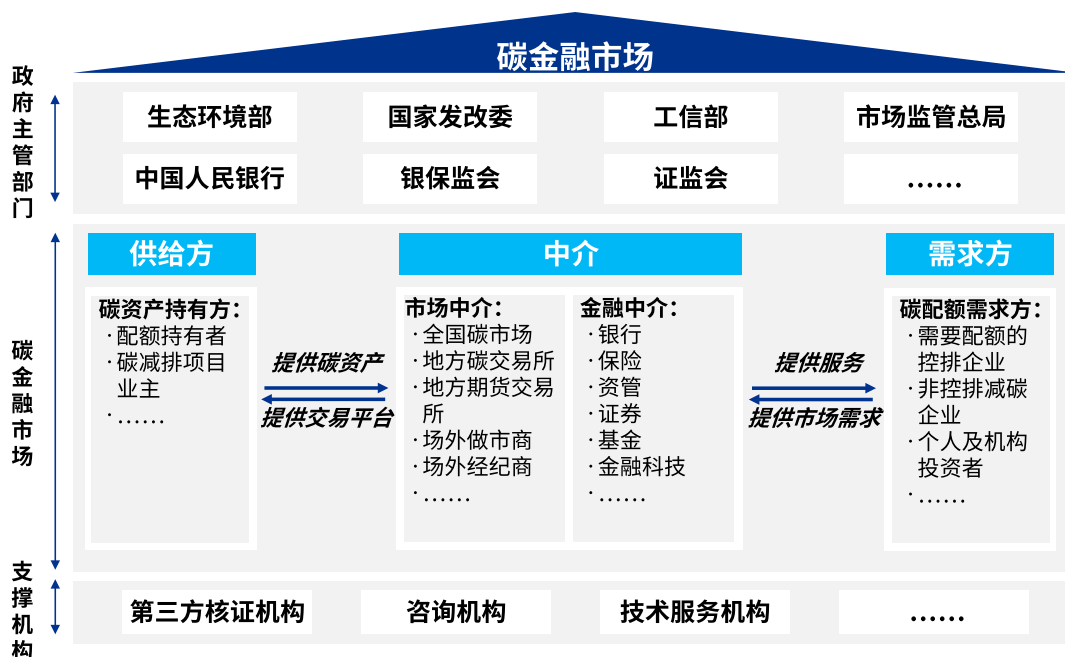 碳金融市场
政府主管部门
生态环境部
国家发改委
工信部
市场监管总局
中国人民银行
银保监会
证监会
……
碳金融市场
供给方
碳资产持有方：
· 配额持有者
· 碳减排项目
业主
· ……
提供碳资产
提供交易平台
中介
市场中介：
· 全国碳市场
· 地方碳交易所
· 地方期货交易
所
· 场外做市商
· 场外经纪商
· ……
金融中介：
· 银行
· 保险
· 资管
· 证券
· 基金
· 金融科技
· ……
提供服务
提供市场需求
需求方
碳配额需求方：
· 需要配额的
控排企业
· 非控排减碳
企业
· 个人及机构
投资者
· ……
支撑机构
第三方核证机构
咨询机构
技术服务机构
……